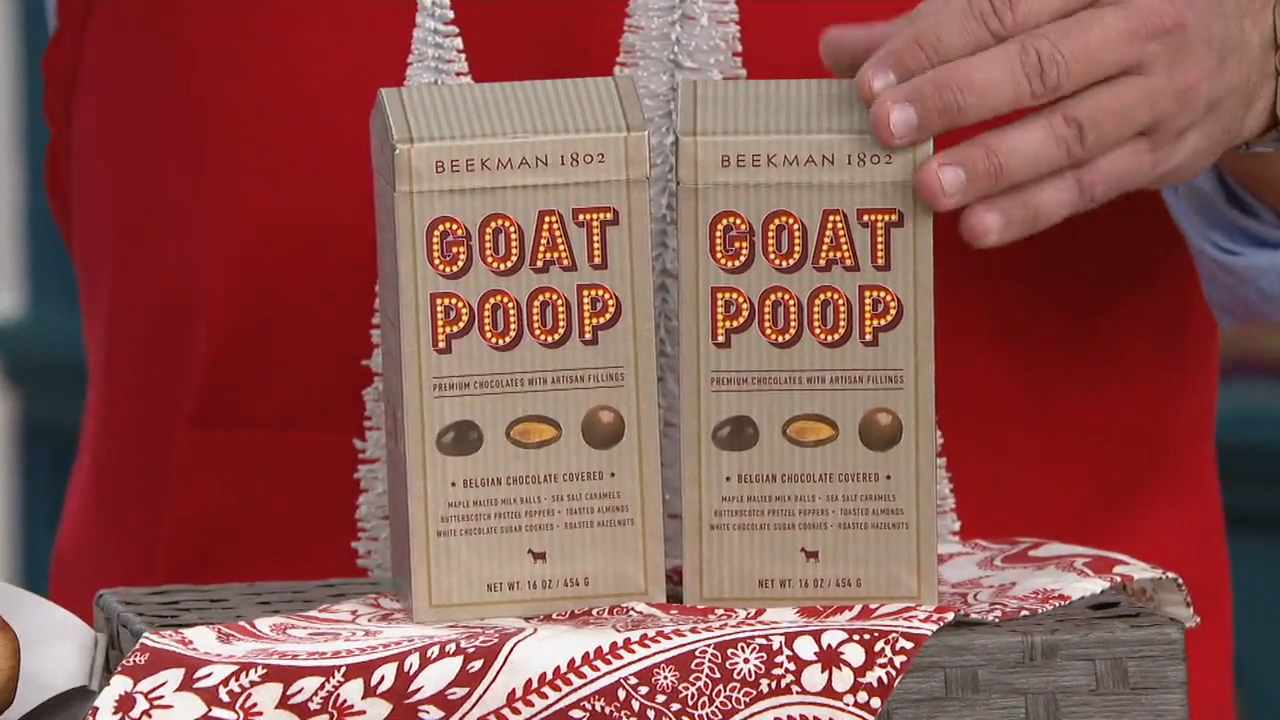 BEEKMAN 1802
GOAT
POOP
PREMIUM CHOCOLATES WITH ARTISAN FILLINGS
★ BELGIAN CHOCOLATE COVERED ★
MAPLE MALTED MILK BALLS • SEA SALT CARAMELS
BUTTERSCOTCH PRETZEL POPPERS • TOASTED ALMONDS
WHITE CHOCOLATE SUGAR COOKIES • ROASTED HAZELNUTS
NET WT. 16 OZ / 454 G
BEEKMAN 1802
GOAT
POOP
PREMIUM CHOCOLATES WITH ARTISAN FILLINGS
★ BELGIAN CHOCOLATE COVERED ★
MAPLE MALTED MILK BALLS • SEA SALT CARAMELS
BUTTERSCOTCH PRETZEL POPPERS • TOASTED ALMONDS
WHITE CHOCOLATE SUGAR COOKIES • ROASTED HAZELNUTS
NET WT. 16 OZ / 454 G